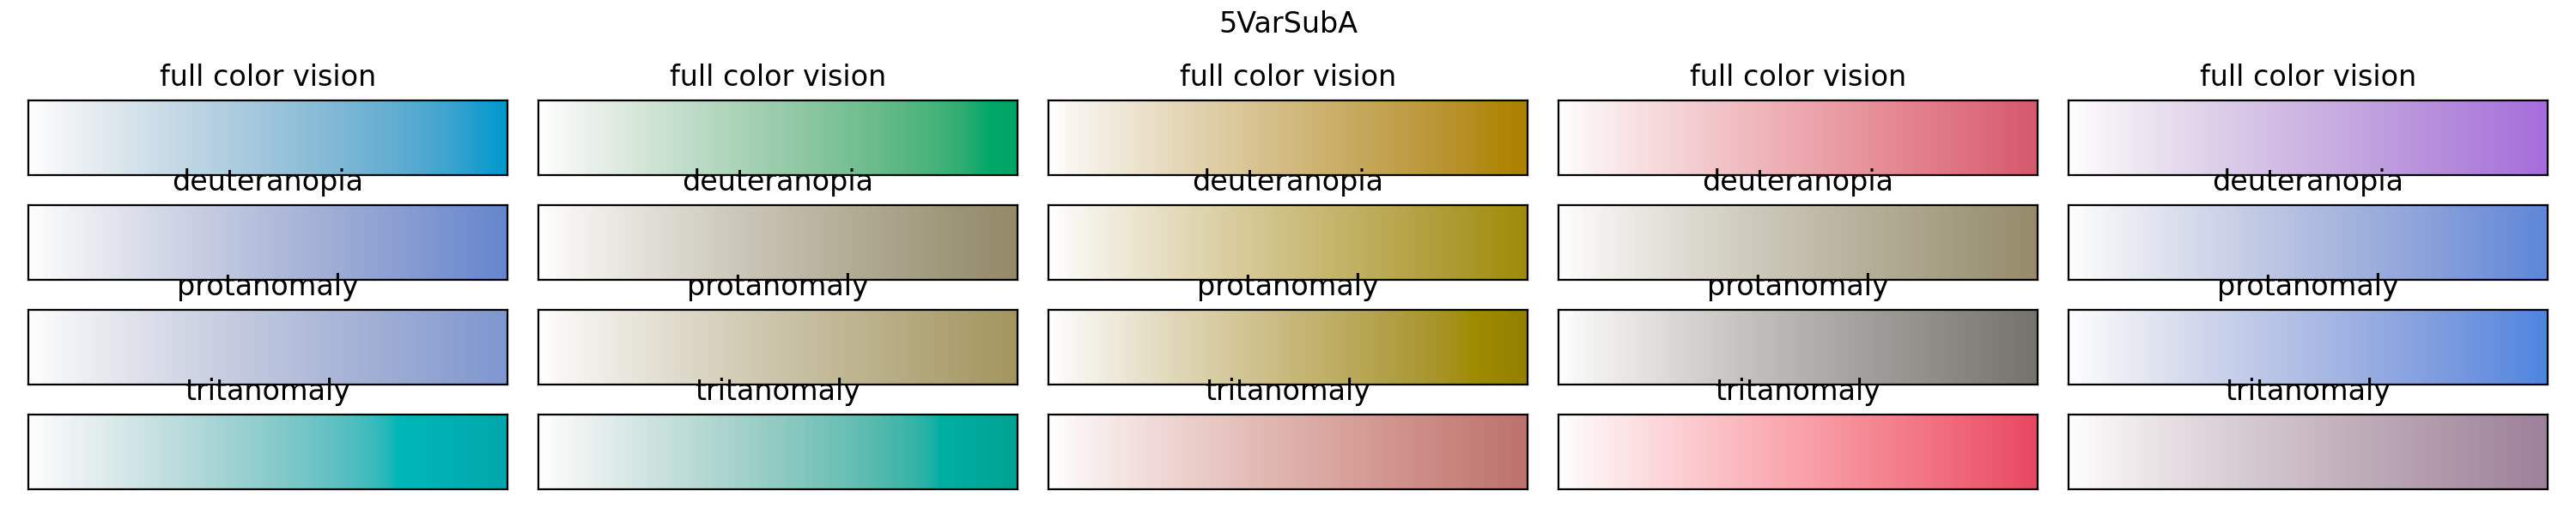 5VarSubA
full color vision full color vision full color vision full color vision full color vision
deuteranopia deuteranopia deuteranopia deuteranopia deuteranopia
protanomaly protanomaly protanomaly protanomaly protanomaly
tritanomaly tritanomaly tritanomaly tritanomaly tritanomaly